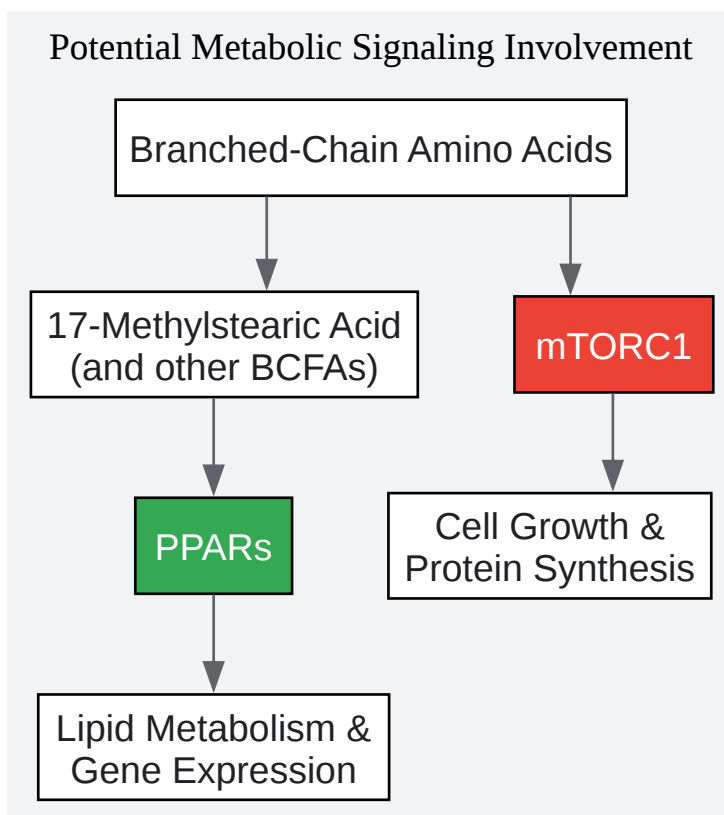 Potential Metabolic Signaling Involvement
Branched-Chain Amino Acids
17-Methylstearic Acid
(and other BCFAs)
mTORC1
PPARs
Cell Growth &
Protein Synthesis
Lipid Metabolism &
Gene Expression